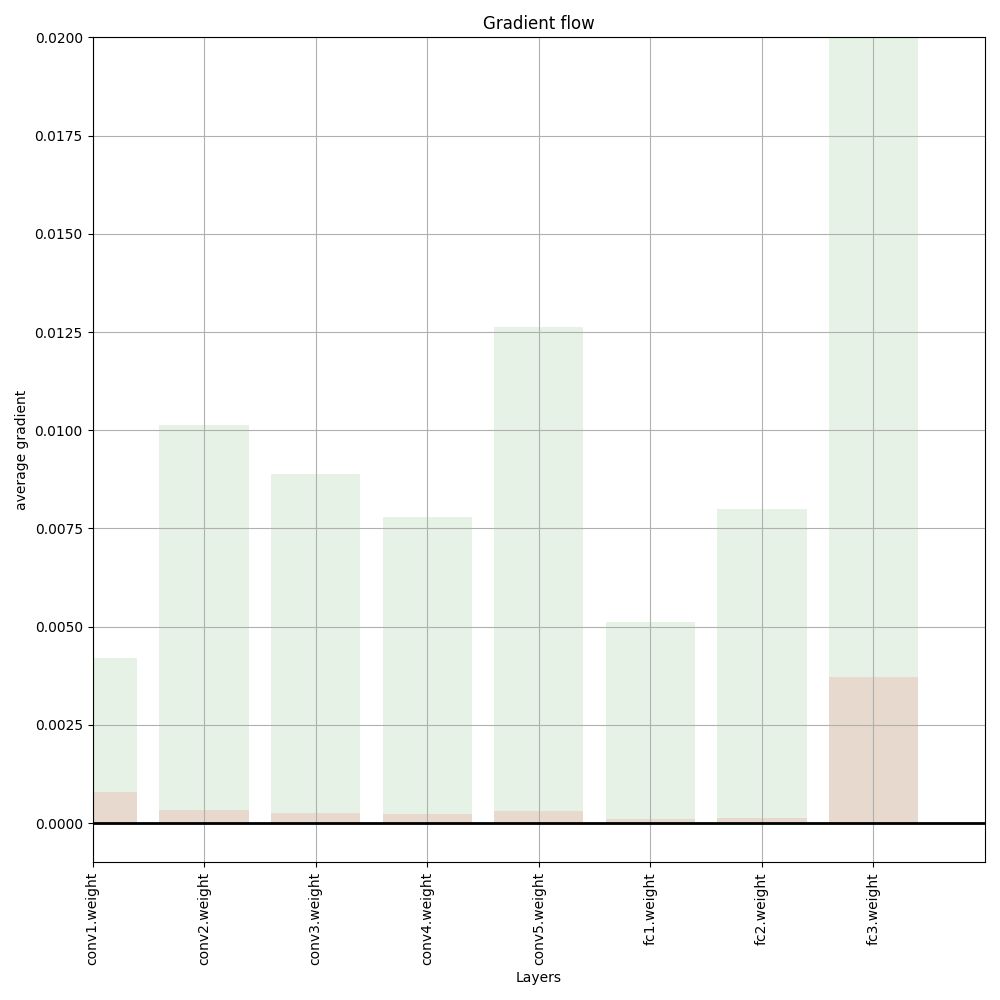 Gradient flow
0.0200
0.0175
0.0150
0.0125
0.0100
0.0075
0.0050
0.0025
0.0000
average gradient
conv1.weight
conv2.weight
conv3.weight
conv4.weight
conv5.weight
fc1.weight
fc2.weight
fc3.weight
Layers